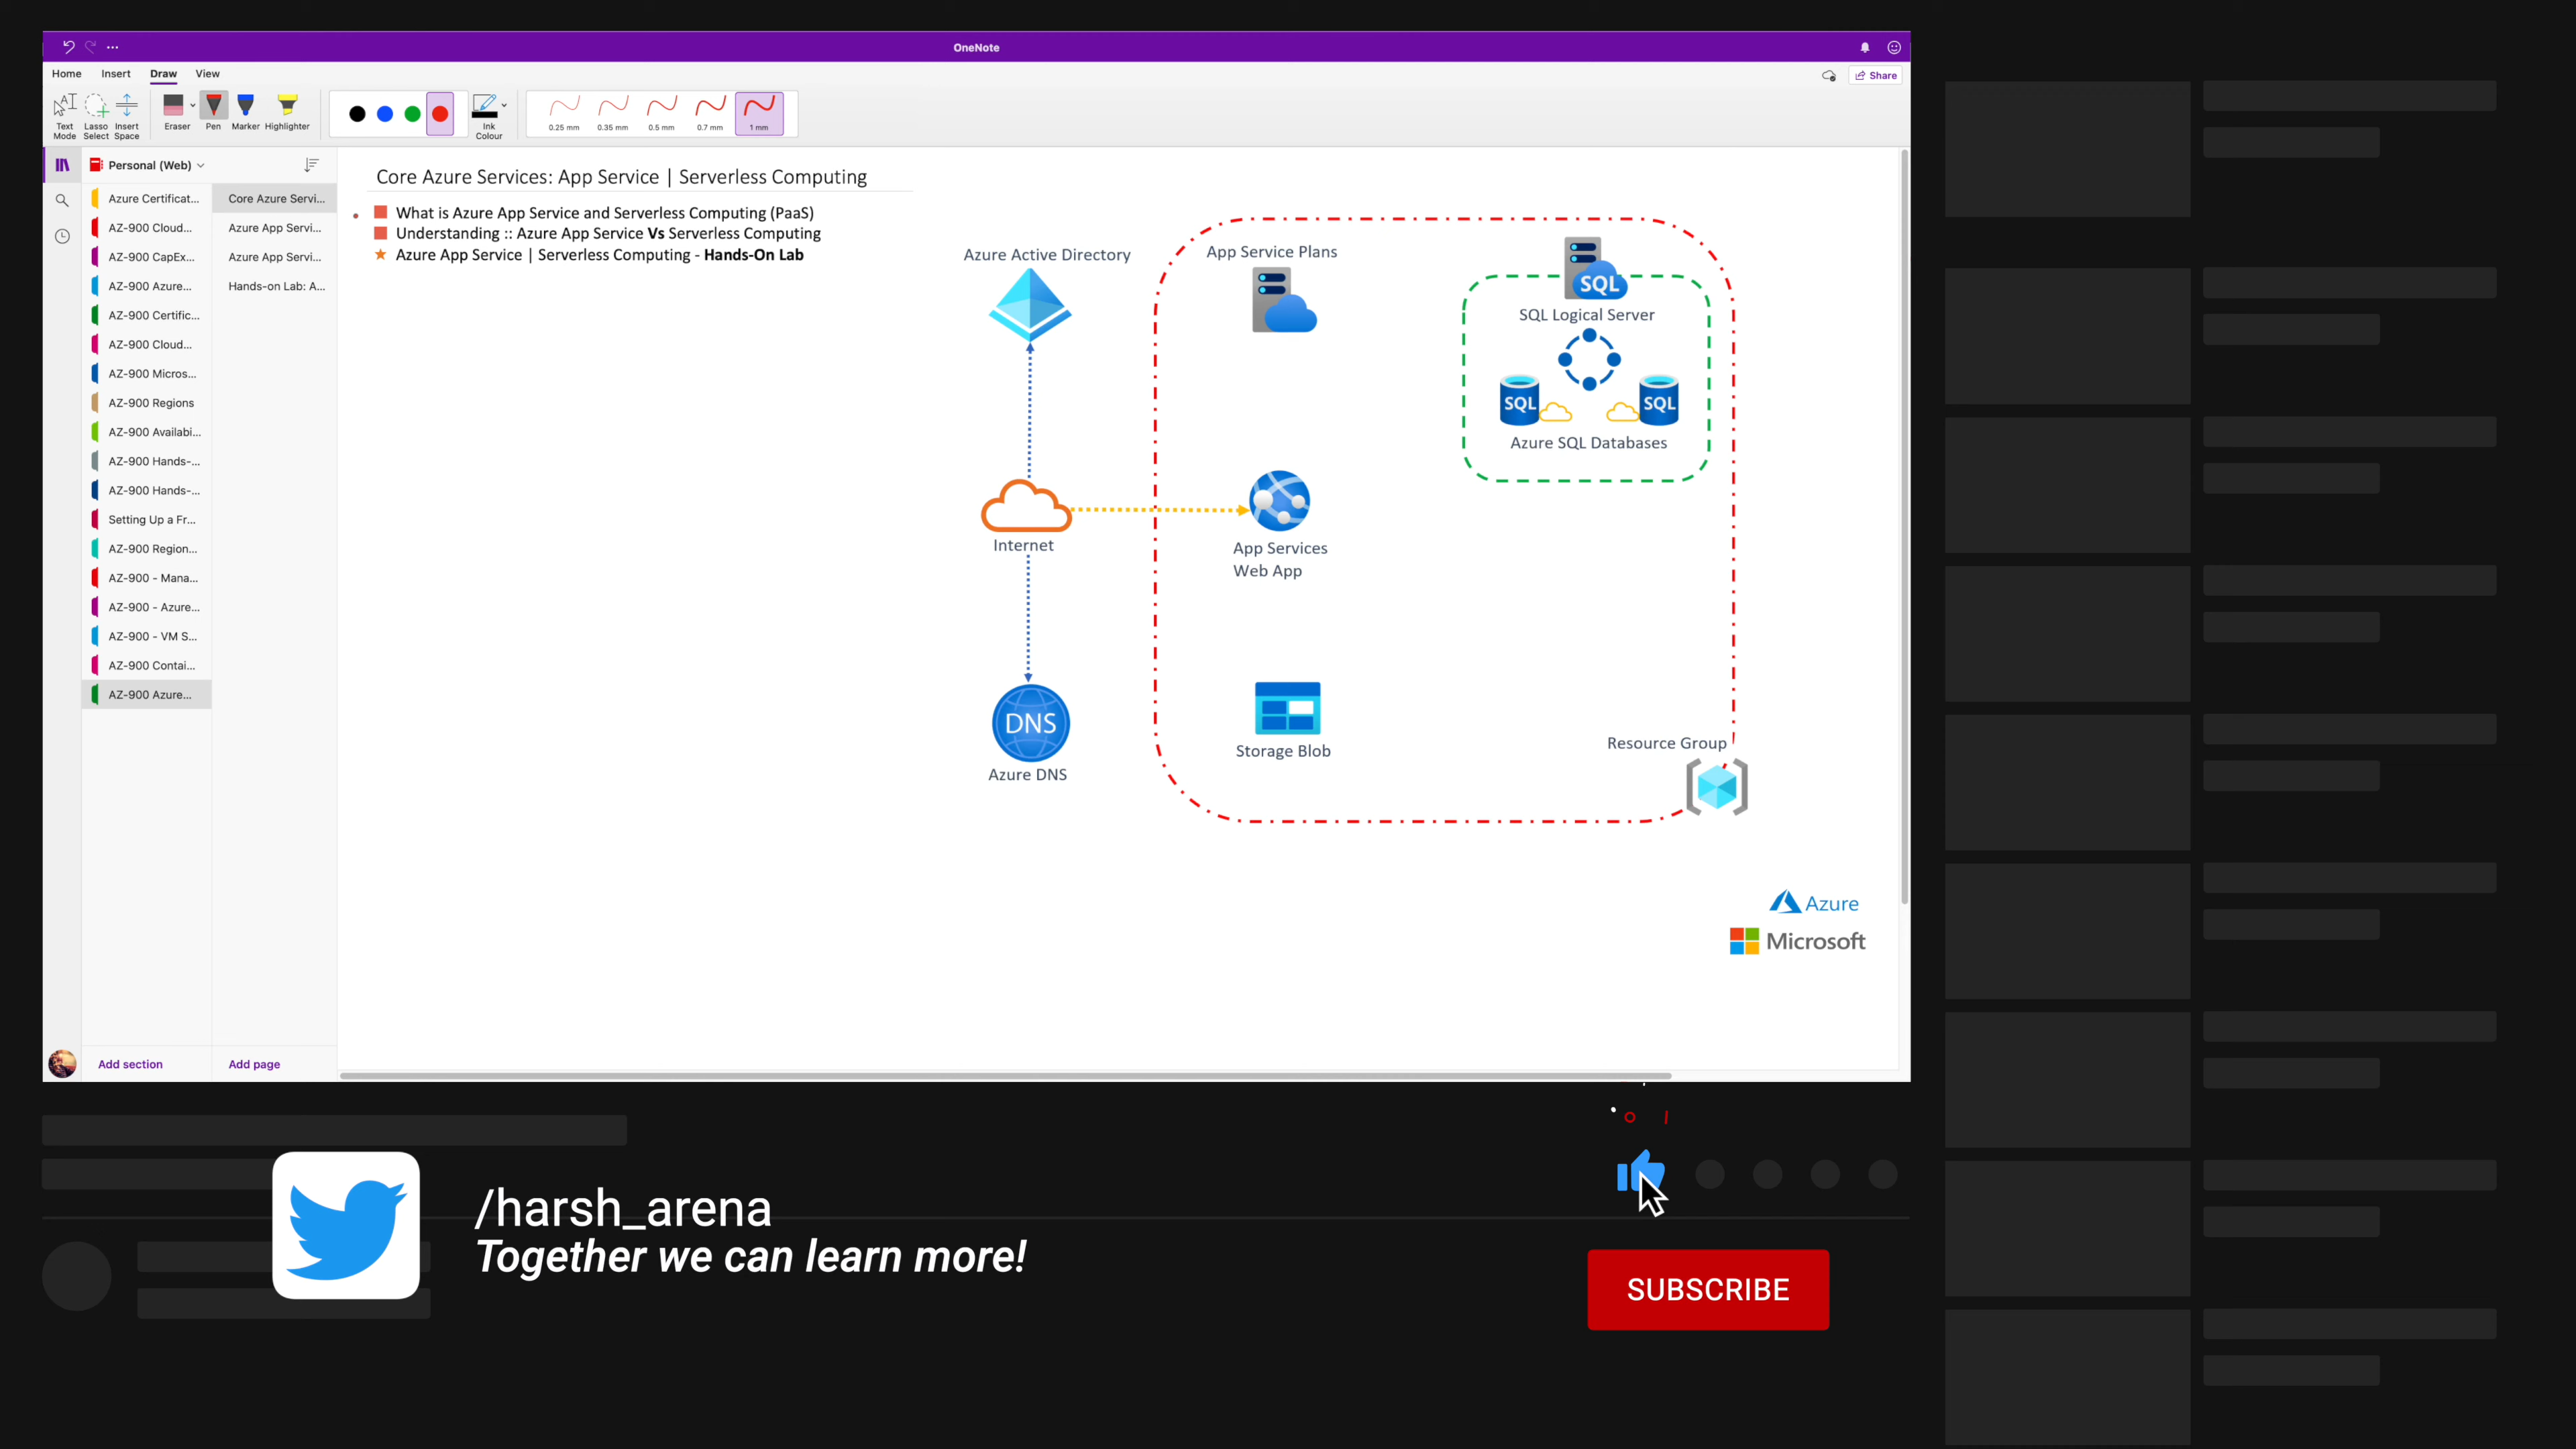 OneNote
Home Insert Draw View
Share
Text Mode
Lasso Select
Insert Space
Eraser
Pen
Marker
Highlighter
Ink Colour
0.25 mm
0.35 mm
0.5 mm
0.7 mm
1 mm
Personal (Web)
Azure Certificat...
AZ-900 Cloud...
AZ-900 CapEx...
AZ-900 Azure...
AZ-900 Certific...
AZ-900 Cloud...
AZ-900 Micros...
AZ-900 Regions
AZ-900 Availabi...
AZ-900 Hands-...
AZ-900 Hands-...
Setting Up a Fr...
AZ-900 Region...
AZ-900 - Mana...
AZ-900 - Azure...
AZ-900 - VM S...
AZ-900 Contai...
AZ-900 Azure...
Add section
Core Azure Servi...
Azure App Servi...
Azure App Servi...
Hands-on Lab: A...
Add page
Core Azure Services: App Service | Serverless Computing
What is Azure App Service and Serverless Computing (PaaS)
Understanding :: Azure App Service Vs Serverless Computing
Azure App Service | Serverless Computing - Hands-On Lab
Azure Active Directory
Internet
DNS
Azure DNS
App Service Plans
App Services
Web App
Storage Blob
SQL
SQL Logical Server
SQL
SQL
Azure SQL Databases
Resource Group
Azure
Microsoft
/harsh_arena
Together we can learn more!
SUBSCRIBE